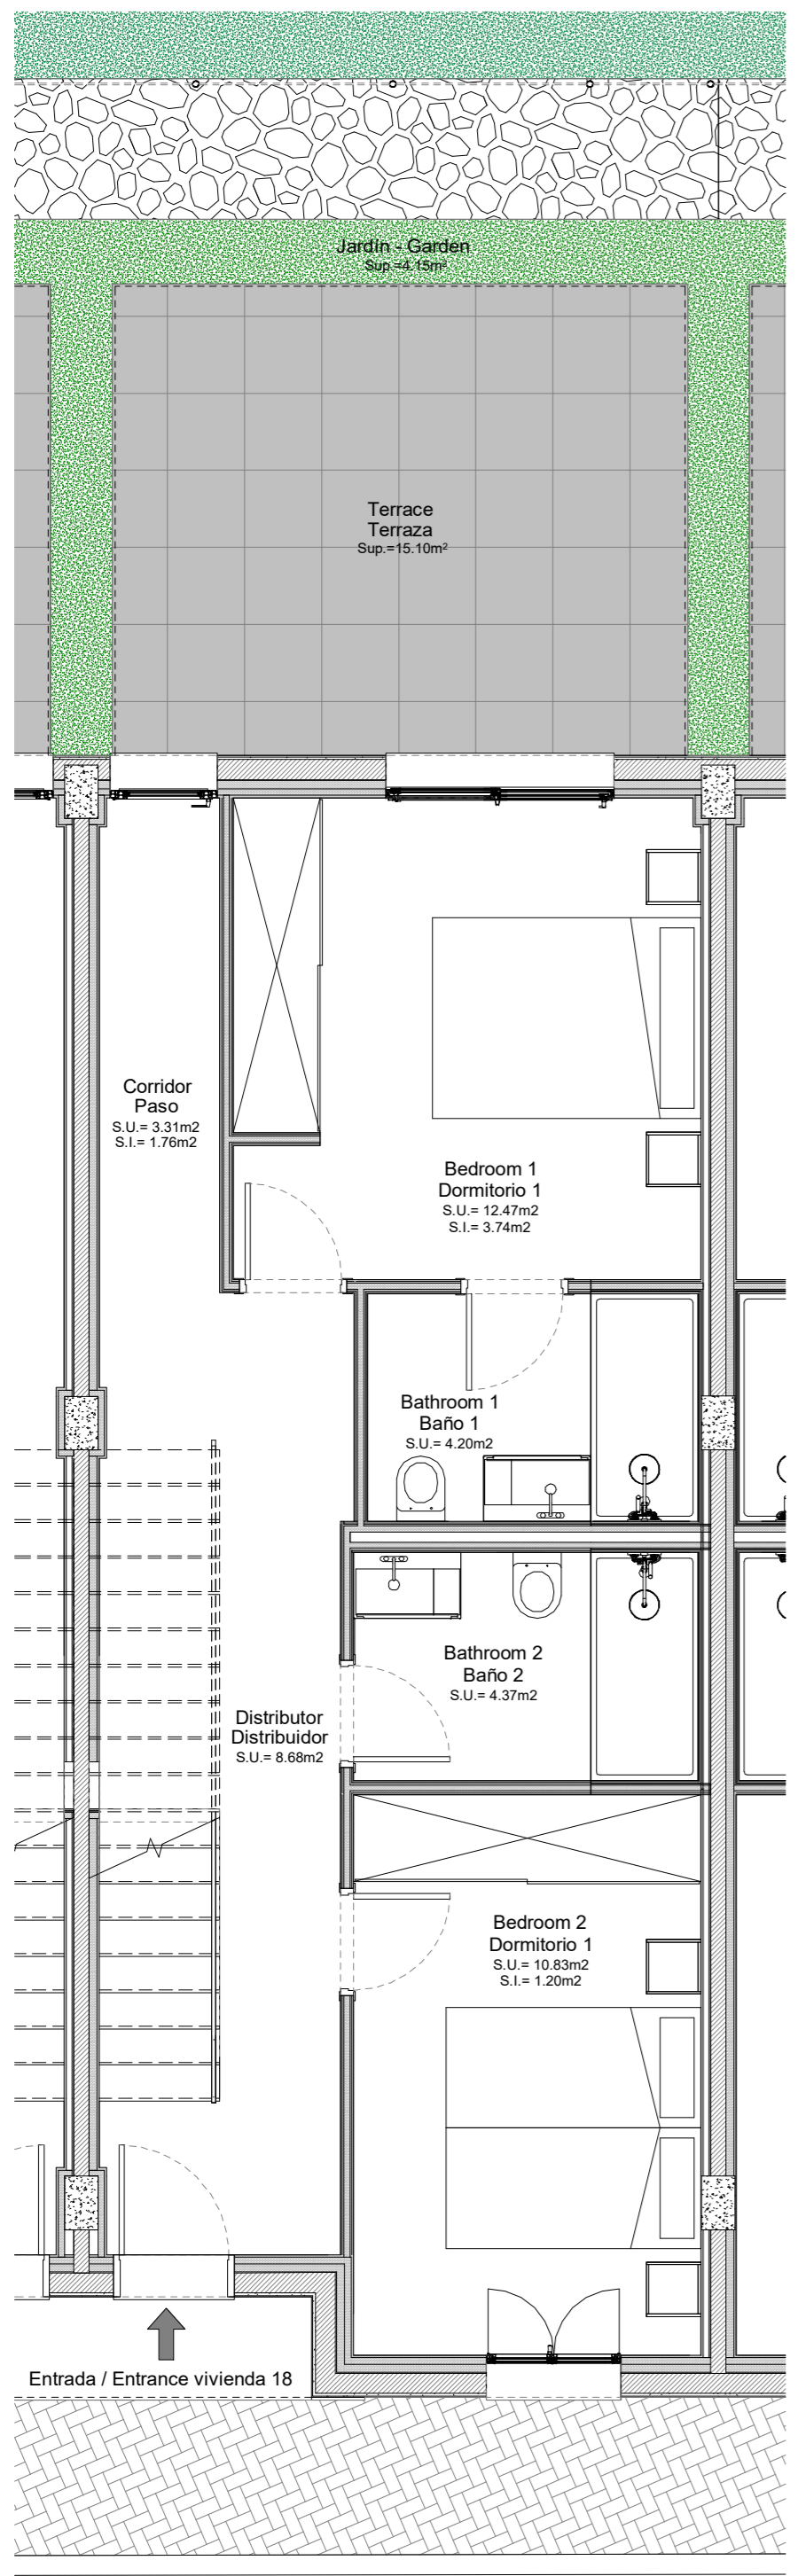 Jardín - Garden
Sup.=4.15m²
Terrace
Terraza
Sup.=15.10m²
Corridor
Paso
S.U.= 3.31m2
S.I.= 1.76m2
Bedroom 1
Dormitorio 1
S.U.= 12.47m2
S.I.= 3.74m2
Bathroom 1
Baño 1
S.U.= 4.20m2
Bathroom 2
Baño 2
S.U.= 4.37m2
Distributor
Distribuidor
S.U.= 8.68m2
Bedroom 2
Dormitorio 1
S.U.= 10.83m2
S.I.= 1.20m2
Entrada / Entrance vivienda 18